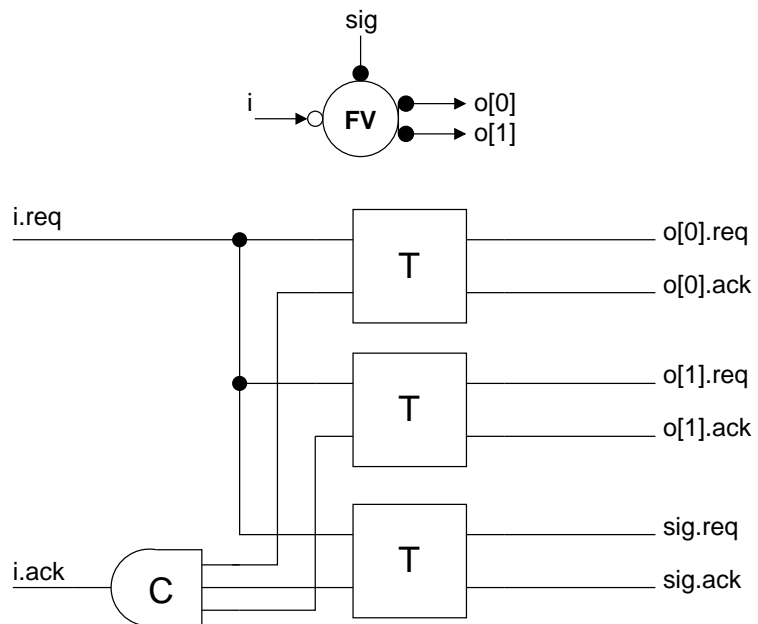 sig
i
FV
o[0]
o[1]
i.req
T
o[0].req
o[0].ack
T
o[1].req
o[1].ack
T
sig.req
i.ack
C
sig.ack